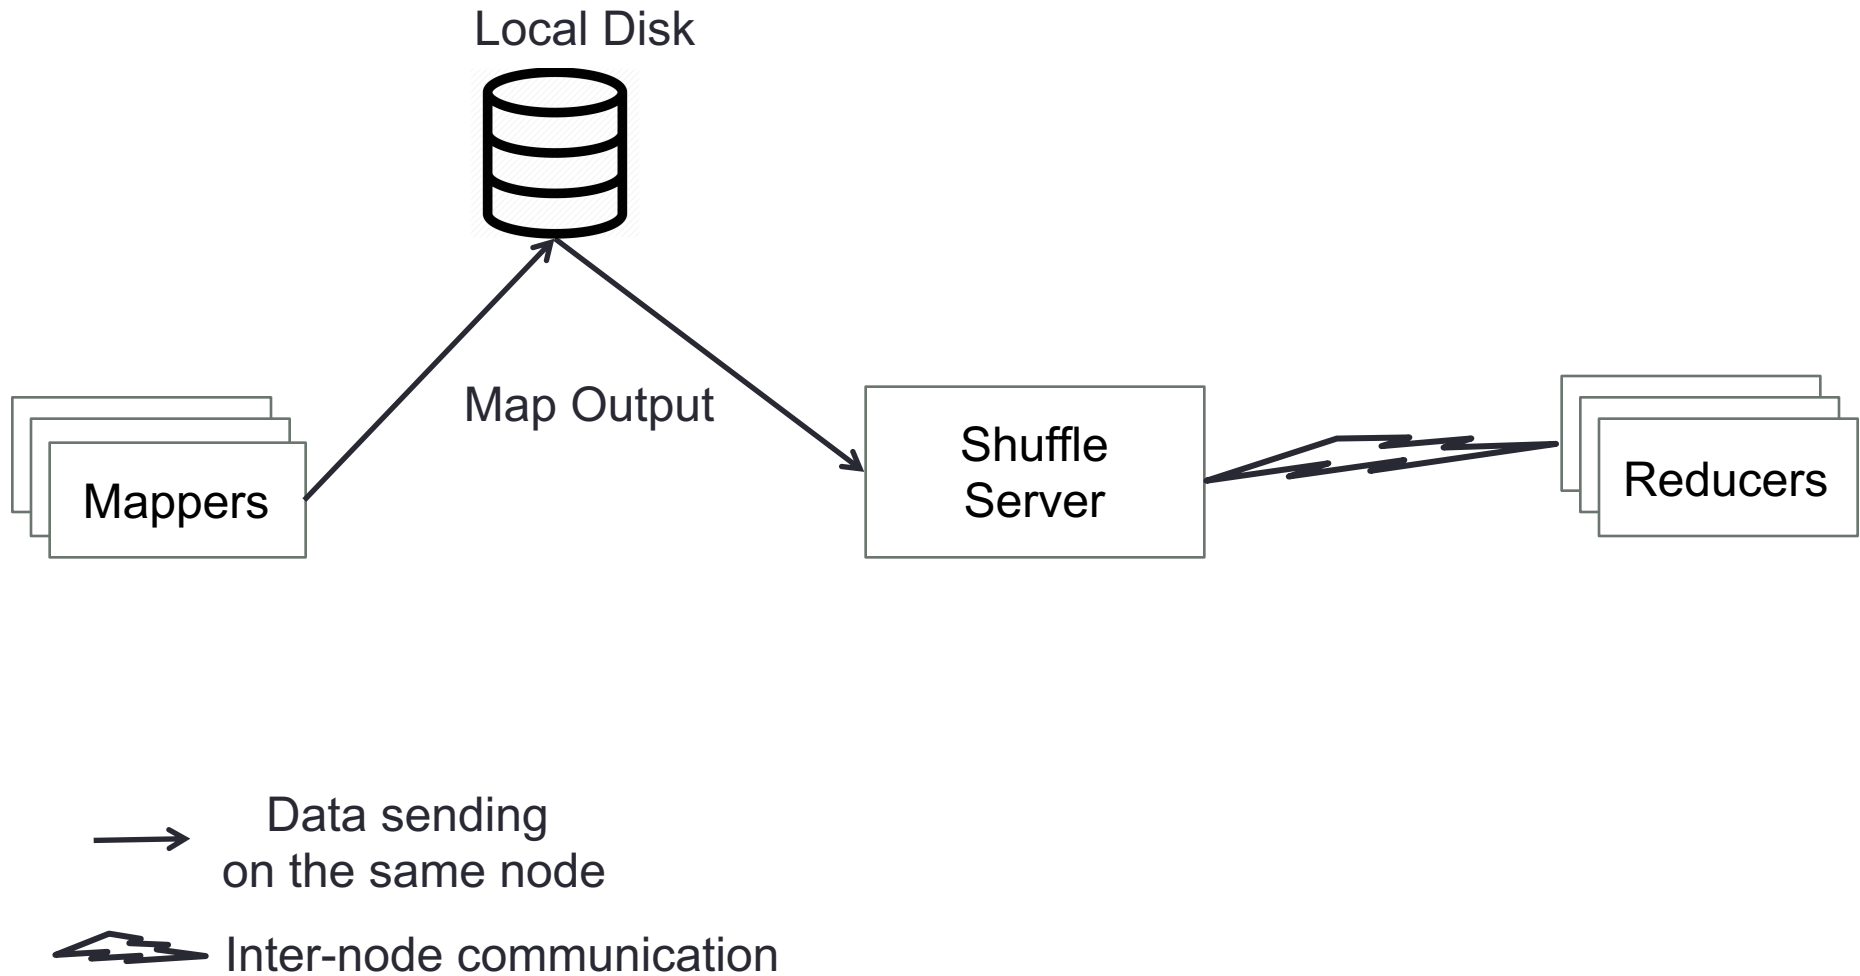 Local Disk
Map Output
Mappers
Shuffle
Server
Reducers
Data sending
on the same node
Inter-node communication